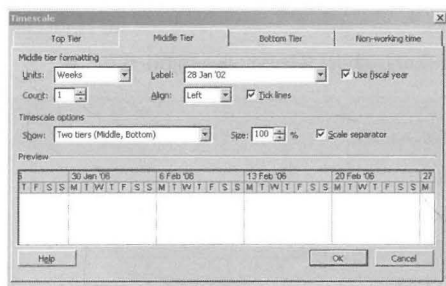 Timescale
Top Tier Middle Tier Bottom Tier Non-working time
Middle tier formatting
Units: Weeks Label: 28 Jan '02 Use fiscal year
Count: 1 Align: Left Tick lines
Timescale options
Show: Two tiers (Middle, Bottom) Size: 100 % Scale separator
Preview
30 Jan '06 6 Feb '06 13 Feb '06 20 Feb '06 27
T F S S M T W T F S S M T W T F S S M T W T F S S M T W T F S S M
Help OK Cancel